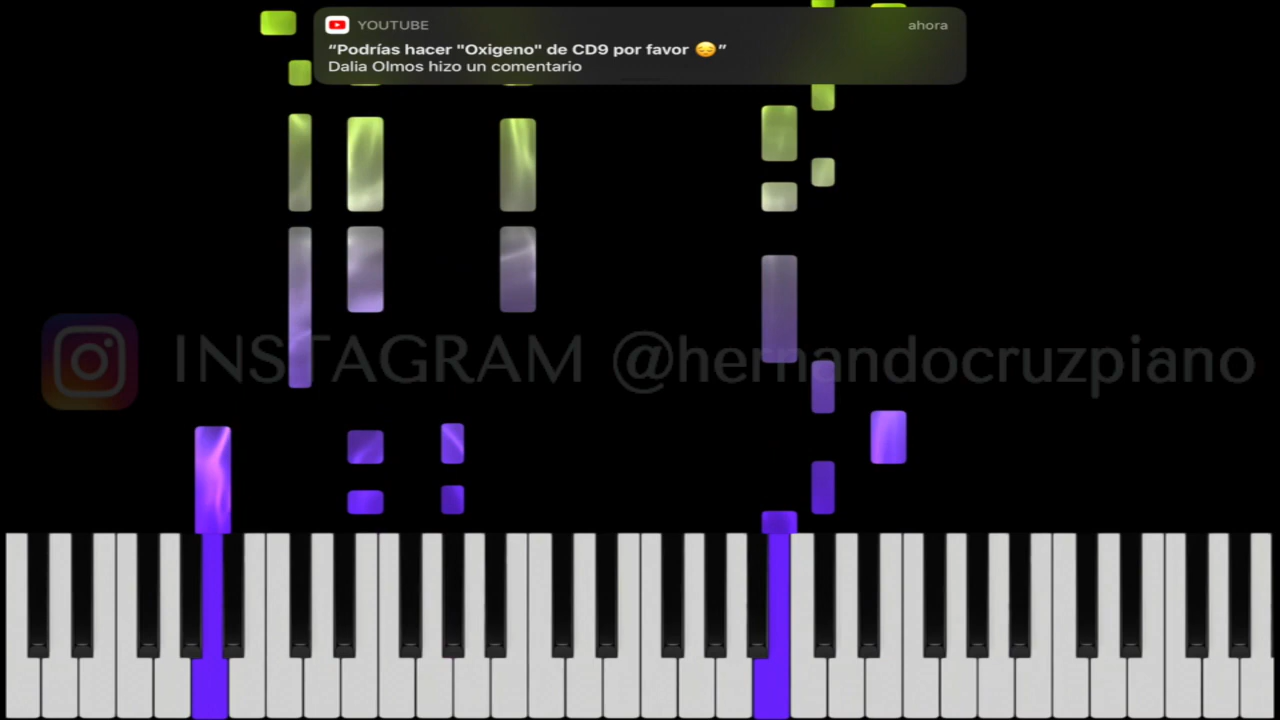 YOUTUBE
ahora
“Podrías hacer "Oxigeno" de CD9 por favor 😔”
Dalia Olmos hizo un comentario
INSTAGRAM @hernandocruzpiano